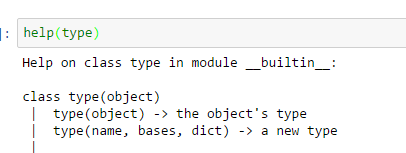 ]: help(type)
Help on class type in module __builtin__:
class type(object)
| type(object) -> the object's type
| type(name, bases, dict) -> a new type
|